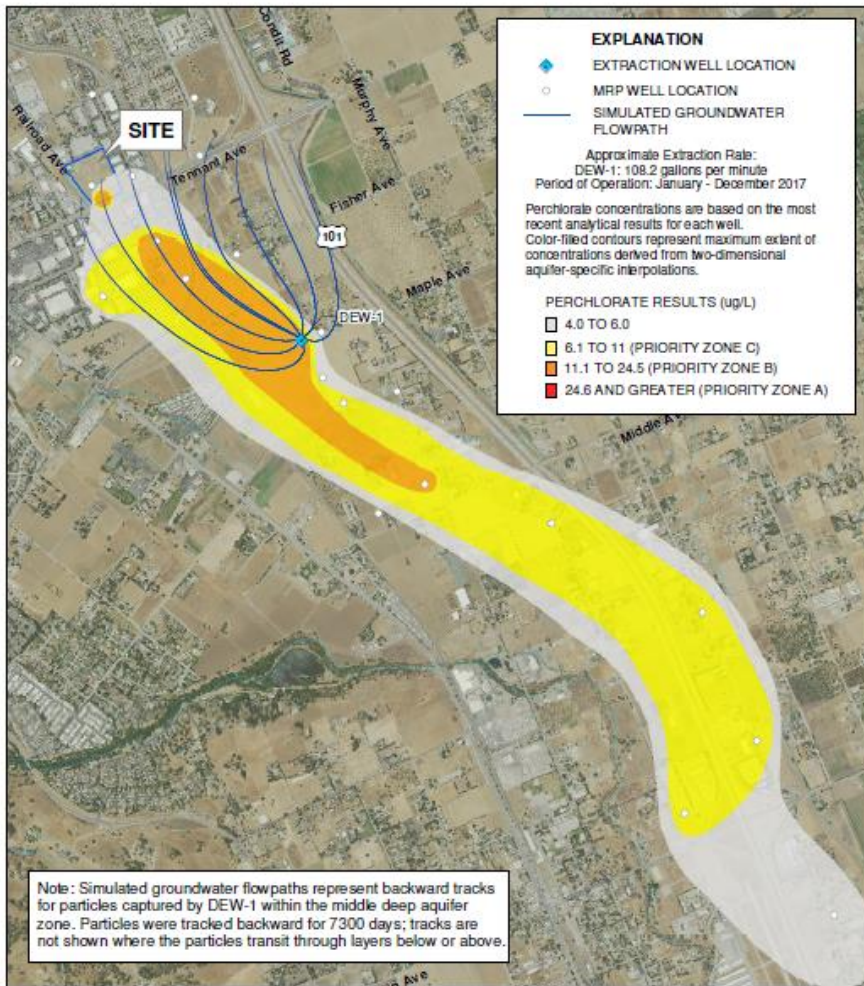 Condit Rd
Murphy Ave
Railroad Ave
SITE
Tennant Ave
Fisher Ave
101
Maple Ave
DEW-1
Middle Ave
EXPLANATION
EXTRACTION WELL LOCATION
MRP WELL LOCATION
SIMULATED GROUNDWATER
FLOWPATH
Approximate Extraction Rate:
DEW-1: 108.2 gallons per minute
Period of Operation: January - December 2017
Perchlorate concentrations are based on the most
recent analytical results for each well.
Color-filled contours represent maximum extent of
concentrations derived from two-dimensional
aquifer-specific interpolations.
PERCHLORATE RESULTS (ug/L)
4.0 TO 6.0
6.1 TO 11 (PRIORITY ZONE C)
11.1 TO 24.5 (PRIORITY ZONE B)
24.6 AND GREATER (PRIORITY ZONE A)
Note: Simulated groundwater flowpaths represent backward tracks
for particles captured by DEW-1 within the middle deep aquifer
zone. Particles were tracked backward for 7300 days; tracks are
not shown where the particles transit through layers below or above.
Ave